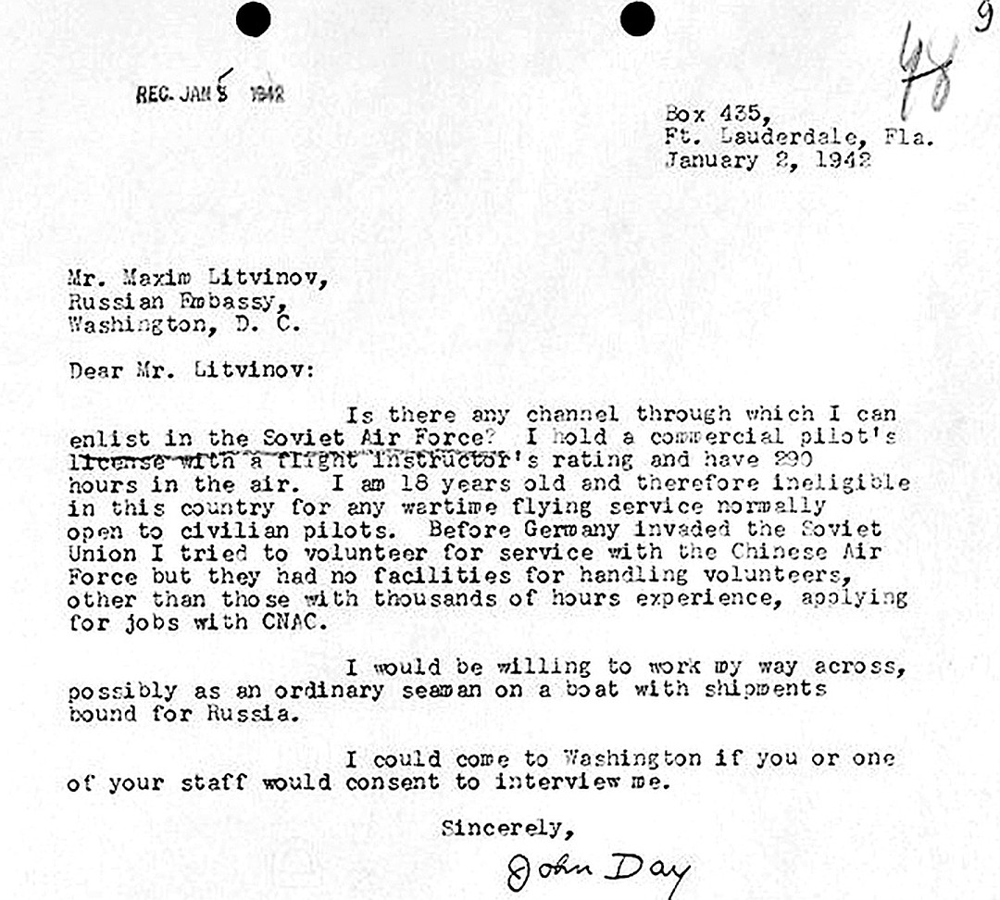 9
REC. JAN 5 1942
Box 435,
Ft. Lauderdale, Fla.
January 2, 1942
Mr. Maxim Litvinov,
Russian Embassy,
Washington, D. C.
Dear Mr. Litvinov:
Is there any channel through which I can
enlist in the Soviet Air Force? I hold a commercial pilot's
license with a flight instructor's rating and have 290
hours in the air. I am 18 years old and therefore ineligible
in this country for any wartime flying service normally
open to civilian pilots. Before Germany invaded the Soviet
Union I tried to volunteer for service with the Chinese Air
Force but they had no facilities for handling volunteers,
other than those with thousands of hours experience, applying
for jobs with CNAC.
I would be willing to work my way across,
possibly as an ordinary seaman on a boat with shipments
bound for Russia.
I could come to Washington if you or one
of your staff would consent to interview me.
Sincerely,
John Day